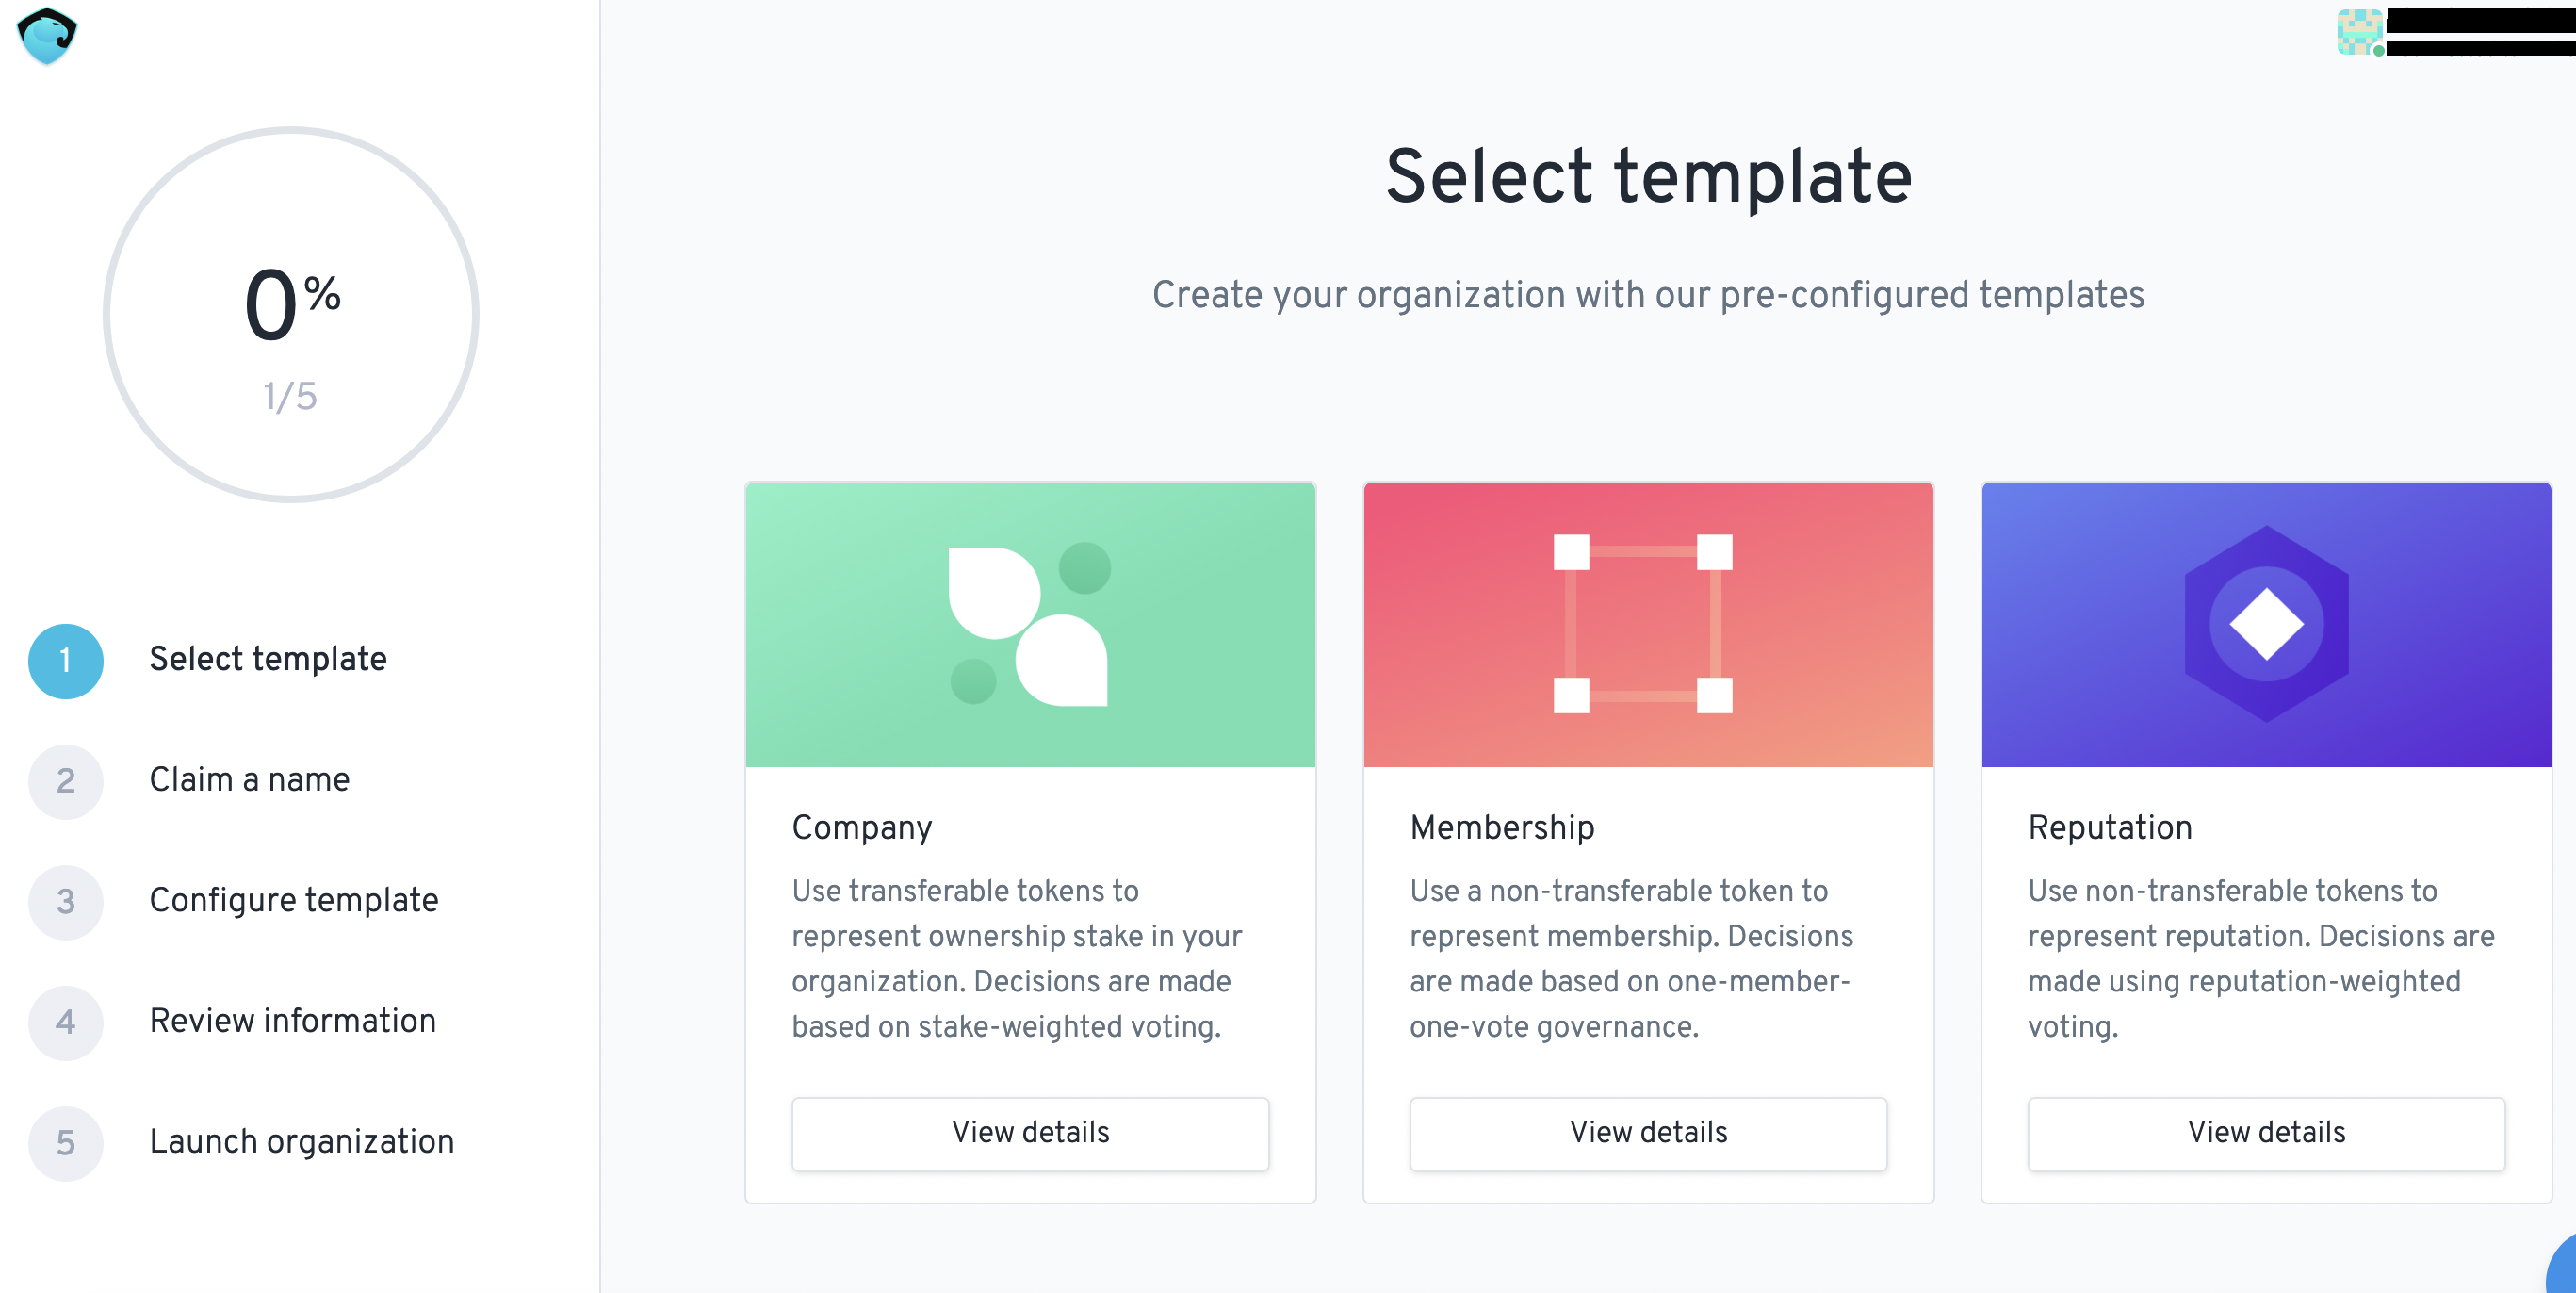 0%
1/5
1 Select template
2 Claim a name
3 Configure template
4 Review information
5 Launch organization
Select template
Create your organization with our pre-configured templates
Company
Use transferable tokens to
represent ownership stake in your
organization. Decisions are made
based on stake-weighted voting.
View details
Membership
Use a non-transferable token to
represent membership. Decisions
are made based on one-member-
one-vote governance.
View details
Reputation
Use non-transferable tokens to
represent reputation. Decisions are
made using reputation-weighted
voting.
View details